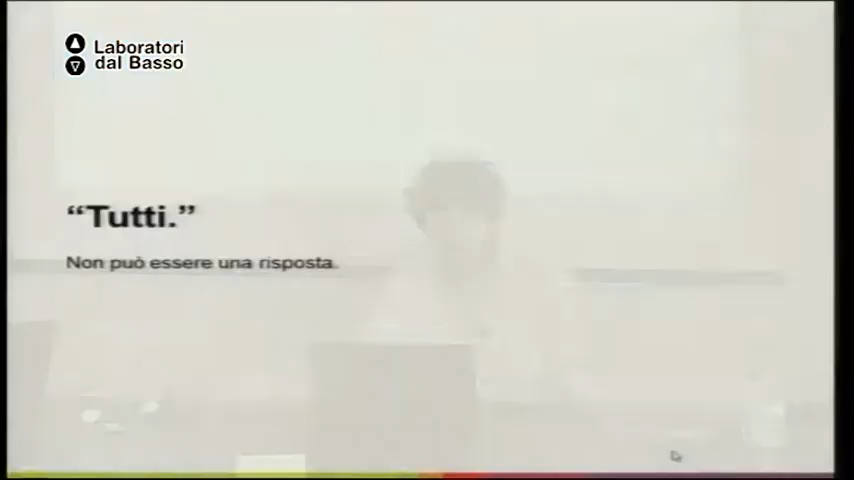 Laboratori
dal Basso
“Tutti.”
Non può essere una risposta.